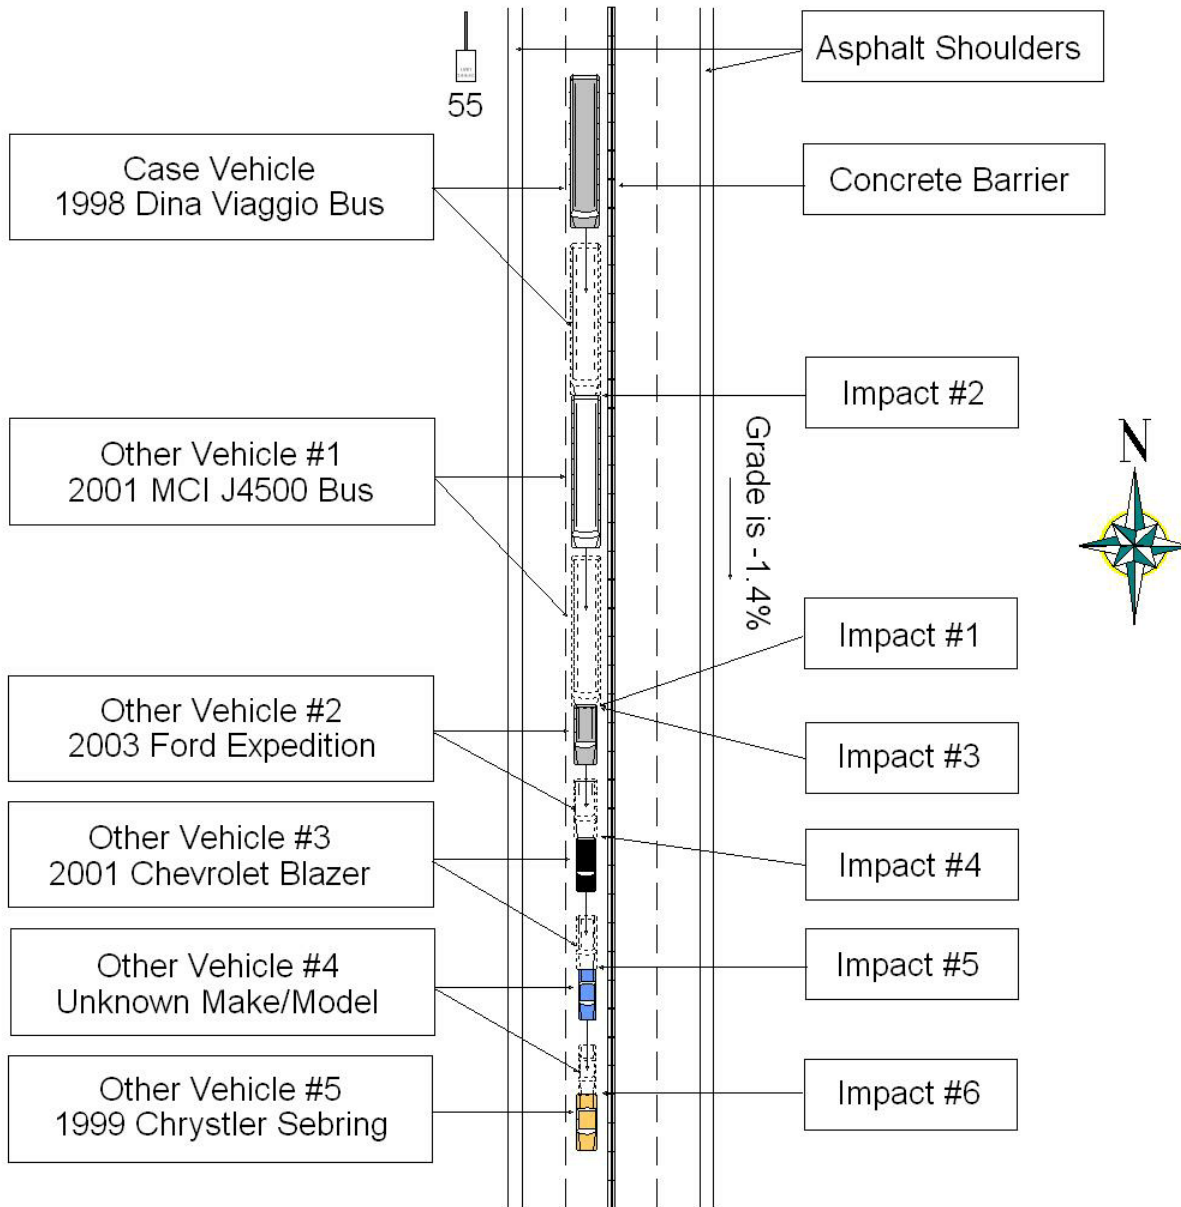 Asphalt Shoulders
55
Case Vehicle
1998 Dina Viaggio Bus
Concrete Barrier
Impact #2
Other Vehicle #1
2001 MCI J4500 Bus
Grade is -1.4%
N
Impact #1
Other Vehicle #2
2003 Ford Expedition
Impact #3
Other Vehicle #3
2001 Chevrolet Blazer
Impact #4
Other Vehicle #4
Unknown Make/Model
Impact #5
Other Vehicle #5
1999 Chrystler Sebring
Impact #6